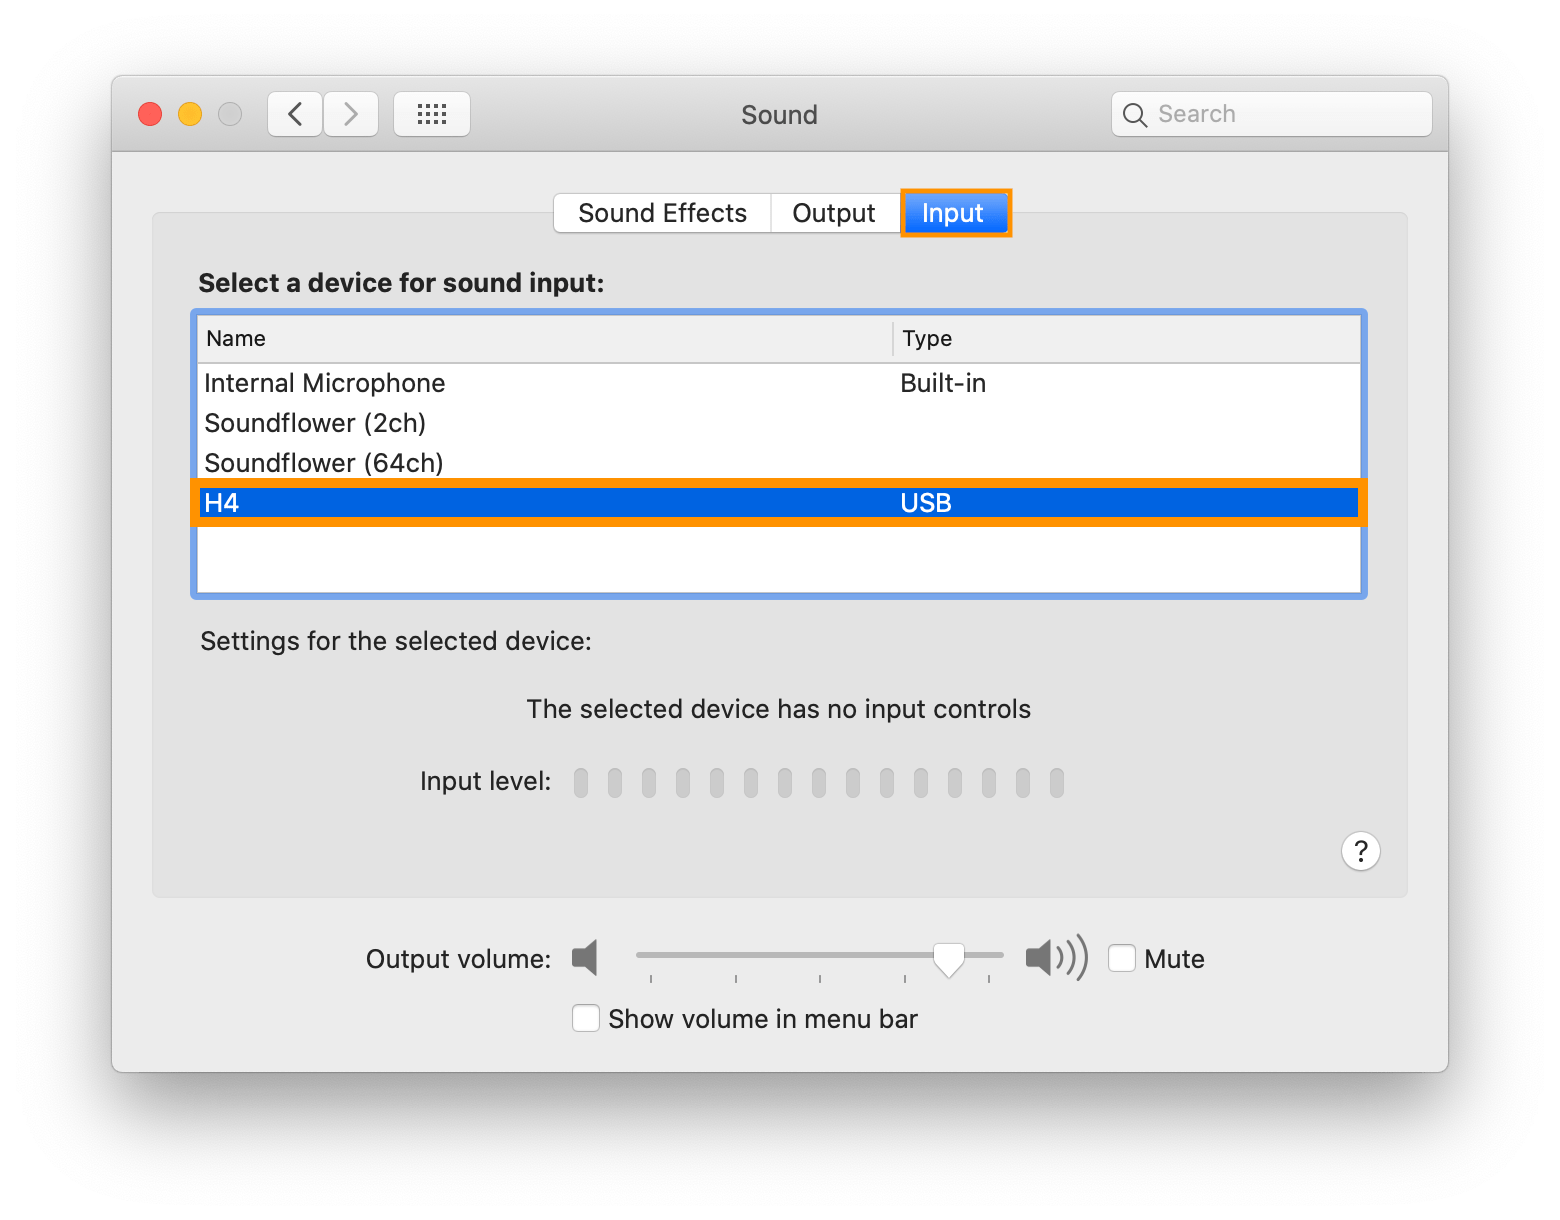 Sound
Search
Sound Effects Output Input
Select a device for sound input:
Name Type
Internal Microphone Built-in
Soundflower (2ch)
Soundflower (64ch)
H4 USB
Settings for the selected device:
The selected device has no input controls
Input level:
?
Output volume: Mute
Show volume in menu bar